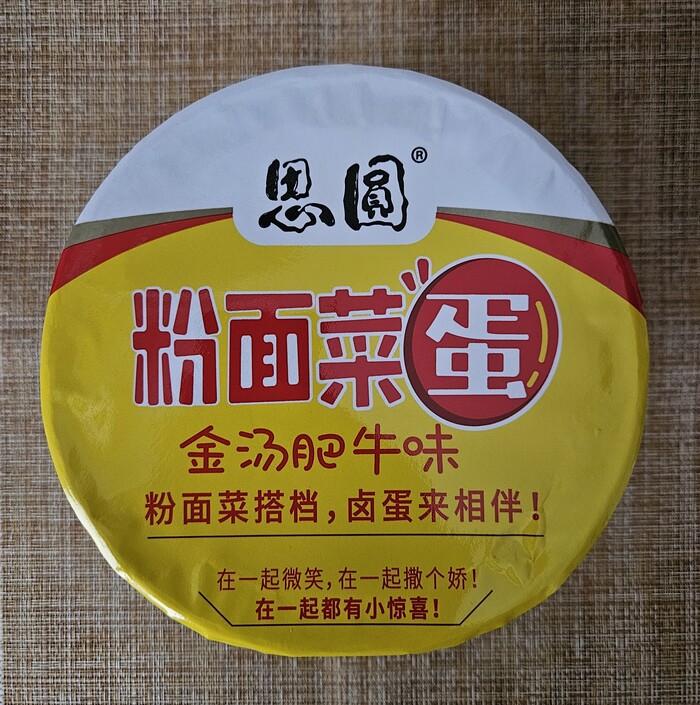 思圓®
粉面菜蛋
金汤肥牛味
粉面菜搭档，卤蛋来相伴！
在一起微笑，在一起撒个娇！
在一起都有小惊喜！